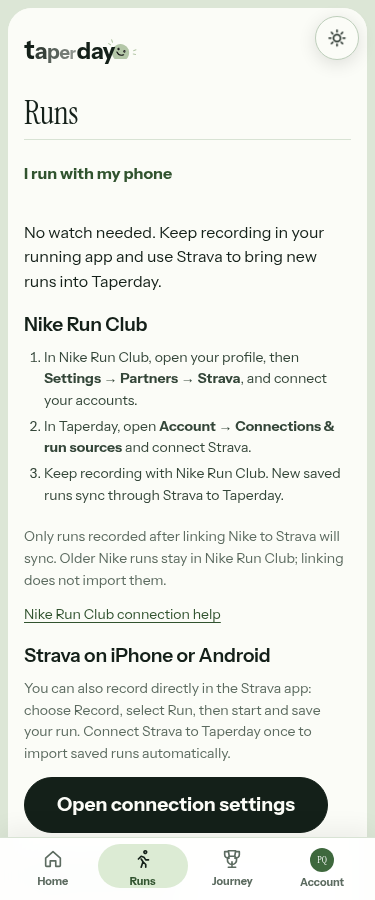 taperday
Runs
I run with my phone
No watch needed. Keep recording in your
running app and use Strava to bring new
runs into Taperday.
Nike Run Club
1. In Nike Run Club, open your profile, then
Settings → Partners → Strava, and connect
your accounts.
2. In Taperday, open Account → Connections &
run sources and connect Strava.
3. Keep recording with Nike Run Club. New saved
runs sync through Strava to Taperday.
Only runs recorded after linking Nike to Strava will
sync. Older Nike runs stay in Nike Run Club; linking
does not import them.
Nike Run Club connection help
Strava on iPhone or Android
You can also record directly in the Strava app:
choose Record, select Run, then start and save
your run. Connect Strava to Taperday once to
import saved runs automatically.
Open connection settings
PQ
Home Runs Journey Account